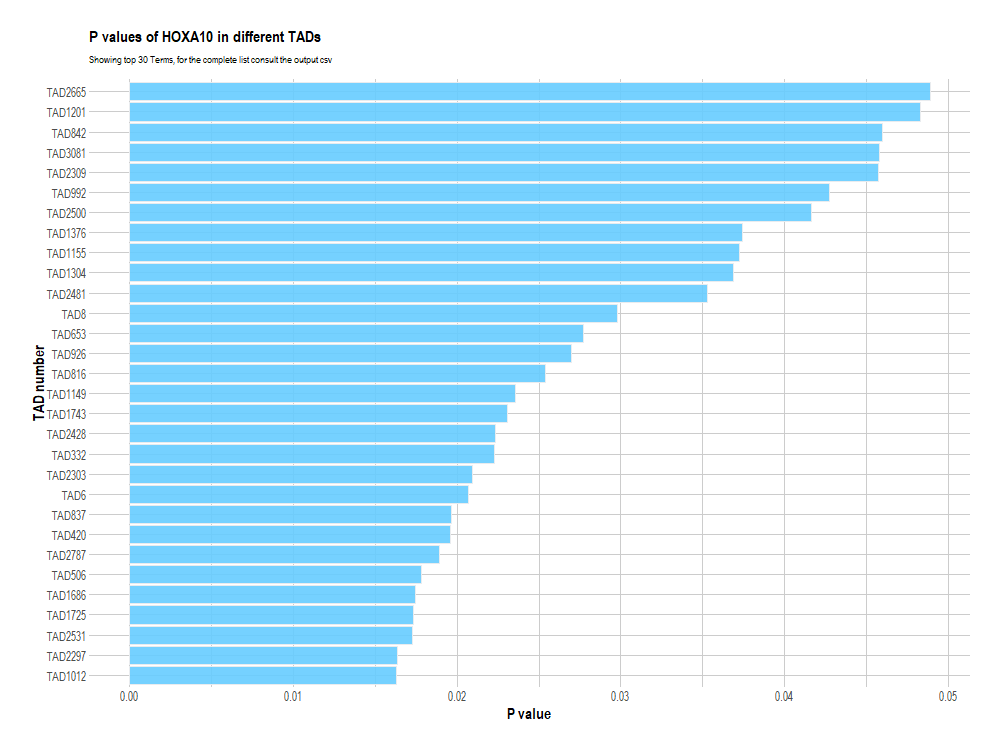 P values of HOXA10 in different TADs
Showing top 30 Terms, for the complete list consult the output csv
TAD2665
TAD1201
TAD842
TAD3081
TAD2309
TAD992
TAD2500
TAD1376
TAD1155
TAD1304
TAD2481
TAD8
TAD653
TAD926
TAD816
TAD1149
TAD1743
TAD2428
TAD332
TAD2303
TAD6
TAD837
TAD420
TAD2787
TAD506
TAD1686
TAD1725
TAD2531
TAD2297
TAD1012
TAD number
0.00 0.01 0.02 0.03 0.04 0.05
P value